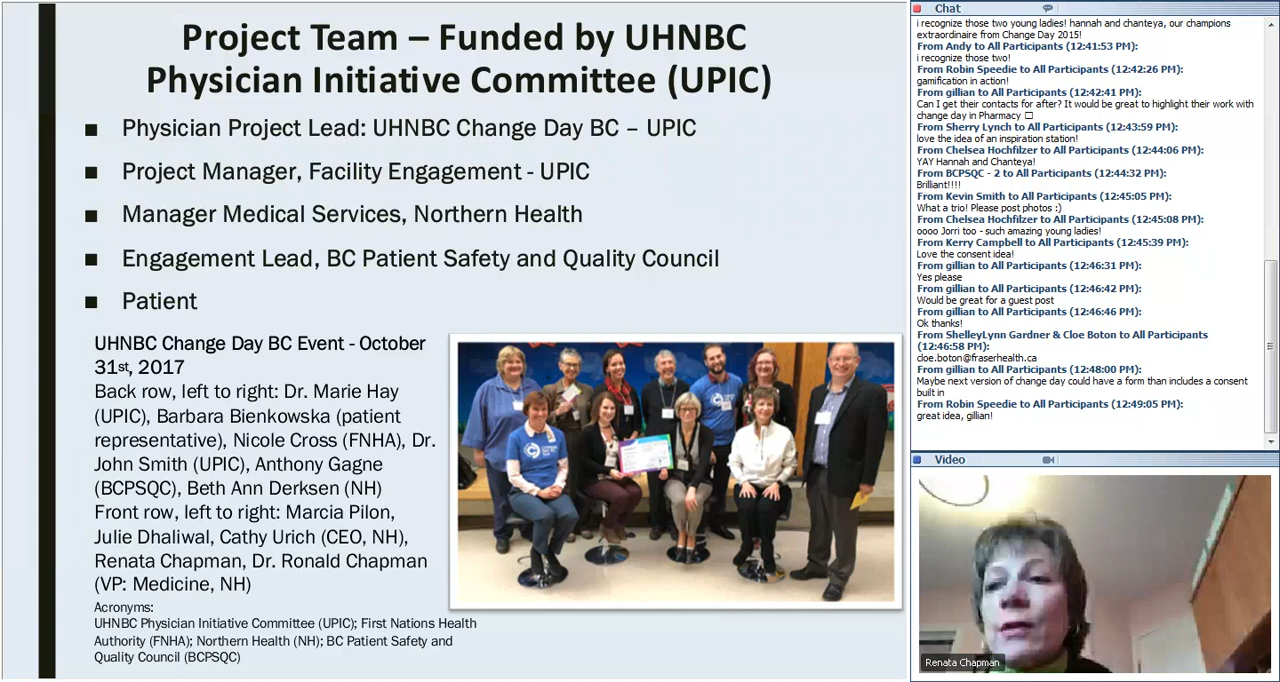 Project Team – Funded by UHNBC
Physician Initiative Committee (UPIC)
■ Physician Project Lead: UHNBC Change Day BC – UPIC
■ Project Manager, Facility Engagement - UPIC
■ Manager Medical Services, Northern Health
■ Engagement Lead, BC Patient Safety and Quality Council
■ Patient
UHNBC Change Day BC Event - October
31st, 2017
Back row, left to right: Dr. Marie Hay
(UPIC), Barbara Bienkowska (patient
representative), Nicole Cross (FNHA), Dr.
John Smith (UPIC), Anthony Gagne
(BCPSQC), Beth Ann Derksen (NH)
Front row, left to right: Marcia Pilon,
Julie Dhaliwal, Cathy Urich (CEO, NH),
Renata Chapman, Dr. Ronald Chapman
(VP: Medicine, NH)
Acronyms:
UHNBC Physician Initiative Committee (UPIC); First Nations Health
Authority (FNHA); Northern Health (NH); BC Patient Safety and
Quality Council (BCPSQC)
Chat
i recognize those two young ladies! hannah and chanteya, our champions
extraordinaire from Change Day 2015!
From Andy to All Participants (12:41:53 PM):
i recognize those two!
From Robin Speedie to All Participants (12:42:26 PM):
gamification in action!
From gillian to All Participants (12:42:41 PM):
Can I get their contacts for after? It would be great to highlight their work with
change day in Pharmacy □
From Sherry Lynch to All Participants (12:43:59 PM):
love the idea of an inspiration station!
From Chelsea Hochfilzer to All Participants (12:44:06 PM):
YAY Hannah and Chanteya!
From BCPSQC - 2 to All Participants (12:44:32 PM):
Brilliant!!!!
From Kevin Smith to All Participants (12:45:05 PM):
What a trio! Please post photos :)
From Chelsea Hochfilzer to All Participants (12:45:08 PM):
oooo Jorri too - such amazing young ladies!
From Kerry Campbell to All Participants (12:45:39 PM):
Love the consent idea!
From gillian to All Participants (12:46:31 PM):
Yes please
From gillian to All Participants (12:46:42 PM):
Would be great for a guest post
From gillian to All Participants (12:46:46 PM):
Ok thanks!
From ShelleyLynn Gardner & Cloe Boton to All Participants
(12:46:58 PM):
cloe.boton@fraserhealth.ca
From gillian to All Participants (12:48:00 PM):
Maybe next version of change day could have a form than includes a consent
built in
From Robin Speedie to All Participants (12:49:05 PM):
great idea, gillian!
Video
Renata Chapman